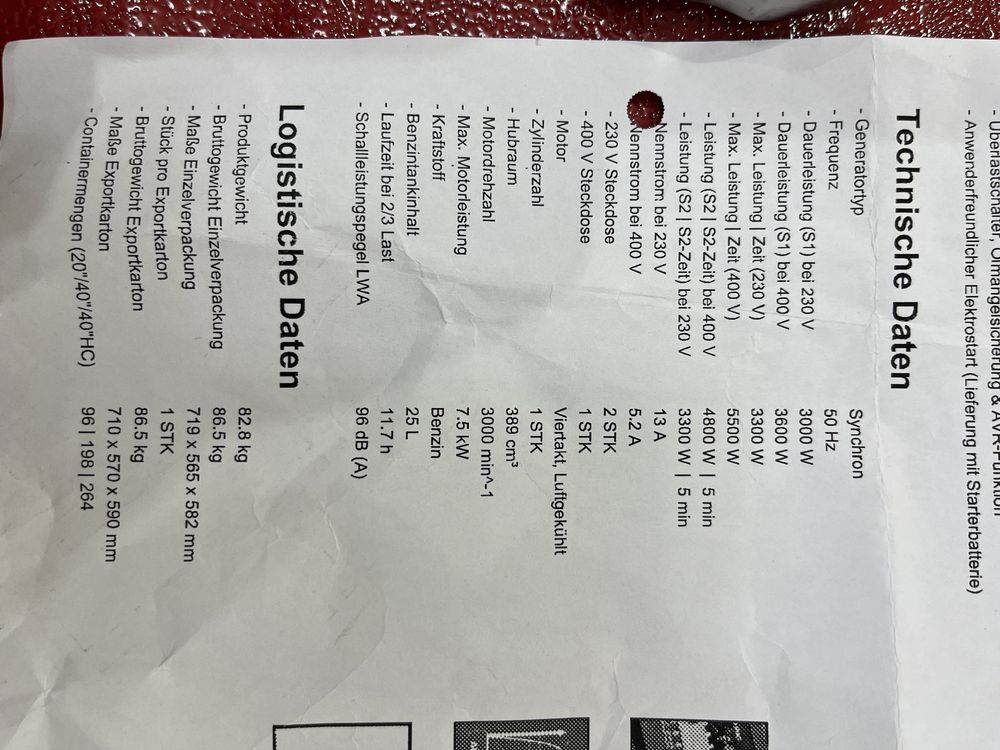 - Überlastschalter, Ölmangelsicherung & AVR-Funktion
- Anwenderfreundlicher Elektrostart (Lieferung mit Starterbatterie)
Technische Daten
- Generatortyp Synchron
- Frequenz 50 Hz
- Dauerleistung (S1) bei 230 V 3000 W
- Dauerleistung (S1) bei 400 V 3600 W
- Max. Leistung | Zeit (230 V) 3300 W
- Max. Leistung | Zeit (400 V) 5500 W
- Leistung (S2 | S2-Zeit) bei 400 V 4800 W | 5 min
- Leistung (S2 | S2-Zeit) bei 230 V 3300 W | 5 min
Nennstrom bei 230 V 13 A
Nennstrom bei 400 V 5.2 A
- 230 V Steckdose 2 STK
- 400 V Steckdose 1 STK
- Motor Viertakt, Luftgekühlt
- Zylinderzahl 1 STK
- Hubraum 389 cm³
- Motordrehzahl 3000 min^-1
- Max. Motorleistung 7.5 kW
- Kraftstoff Benzin
- Benzintankinhalt 25 L
- Laufzeit bei 2/3 Last 11.7 h
- Schallleistungspegel LWA 96 dB (A)
Logistische Daten
- Produktgewicht 82.8 kg
- Bruttogewicht Einzelverpackung 86.5 kg
- Maße Einzelverpackung 719 x 565 x 582 mm
- Stück pro Exportkarton 1 STK
- Bruttogewicht Exportkarton 86.5 kg
- Maße Exportkarton 710 x 570 x 590 mm
- Containermengen (20"/40"/40"HC) 96 | 198 | 264